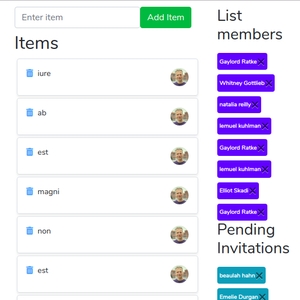 Enter item
Add Item
Items
iure
ab
est
magni
non
est
List
members
Gaylord Ratke
Whitney Gottlieb
natalia reilly
lemuel kuhlman
Gaylord Ratke
lemuel kuhlman
Elliot Skadi
Gaylord Ratke
Pending
Invitations
beaulah hahn
Emelie Durgan